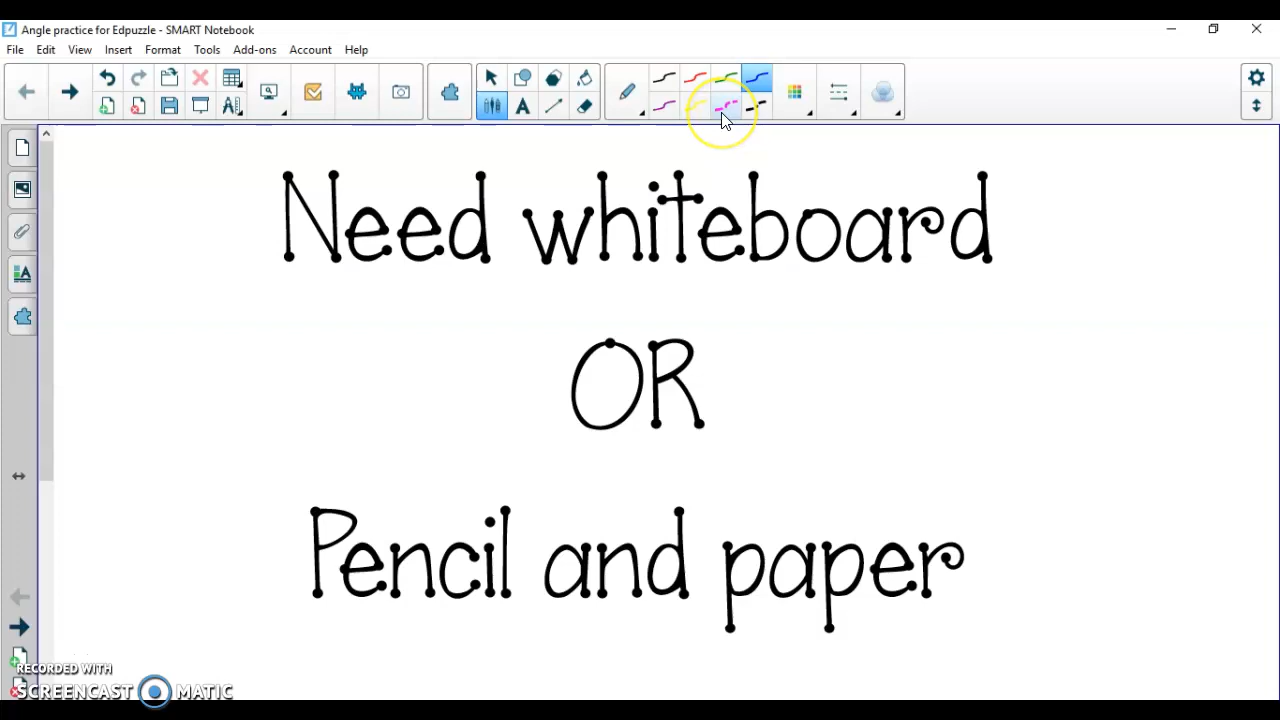 Angle practice for Edpuzzle - SMART Notebook
File Edit View Insert Format Tools Add-ons Account Help
Need whiteboard
OR
Pencil and paper
RECORDED WITH
SCREENCAST MATIC